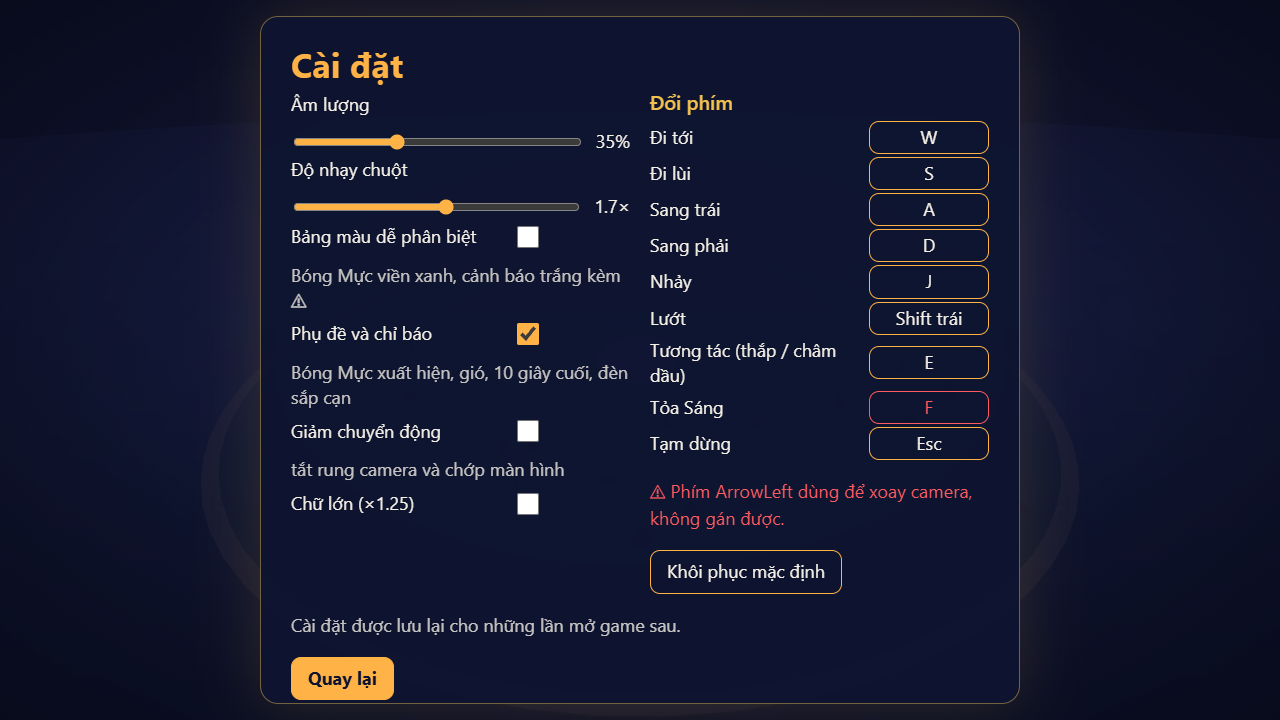 Cài đặt
Âm lượng
35%
Độ nhạy chuột
1.7×
Bảng màu dễ phân biệt
Bóng Mực viền xanh, cảnh báo trắng kèm
⚠
Phụ đề và chỉ báo
Bóng Mực xuất hiện, gió, 10 giây cuối, đèn
sắp cạn
Giảm chuyển động
tắt rung camera và chớp màn hình
Chữ lớn (×1.25)
Đổi phím
Đi tới W
Đi lùi S
Sang trái A
Sang phải D
Nhảy J
Lướt Shift trái
Tương tác (thắp / châm
dầu) E
Tỏa Sáng F
Tạm dừng Esc
⚠ Phím ArrowLeft dùng để xoay camera,
không gán được.
Khôi phục mặc định
Cài đặt được lưu lại cho những lần mở game sau.
Quay lại